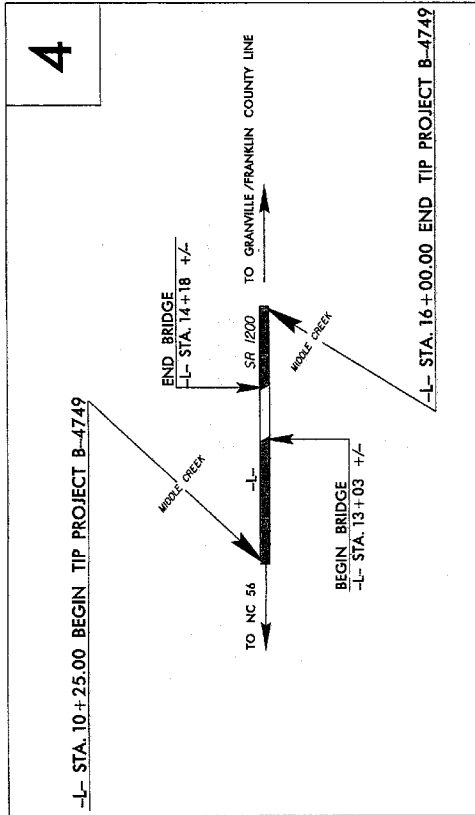 4
-L- STA. 10+25.00 BEGIN TIP PROJECT B-4749
END BRIDGE
-L- STA. 14+18 +/-
TO GRANVILLE/FRANKLIN COUNTY LINE
MIDDLE CREEK
SR 1200
-L-
TO NC 56
MIDDLE CREEK
BEGIN BRIDGE
-L- STA. 13+03 +/-
-L- STA. 16+00.00 END TIP PROJECT B-4749